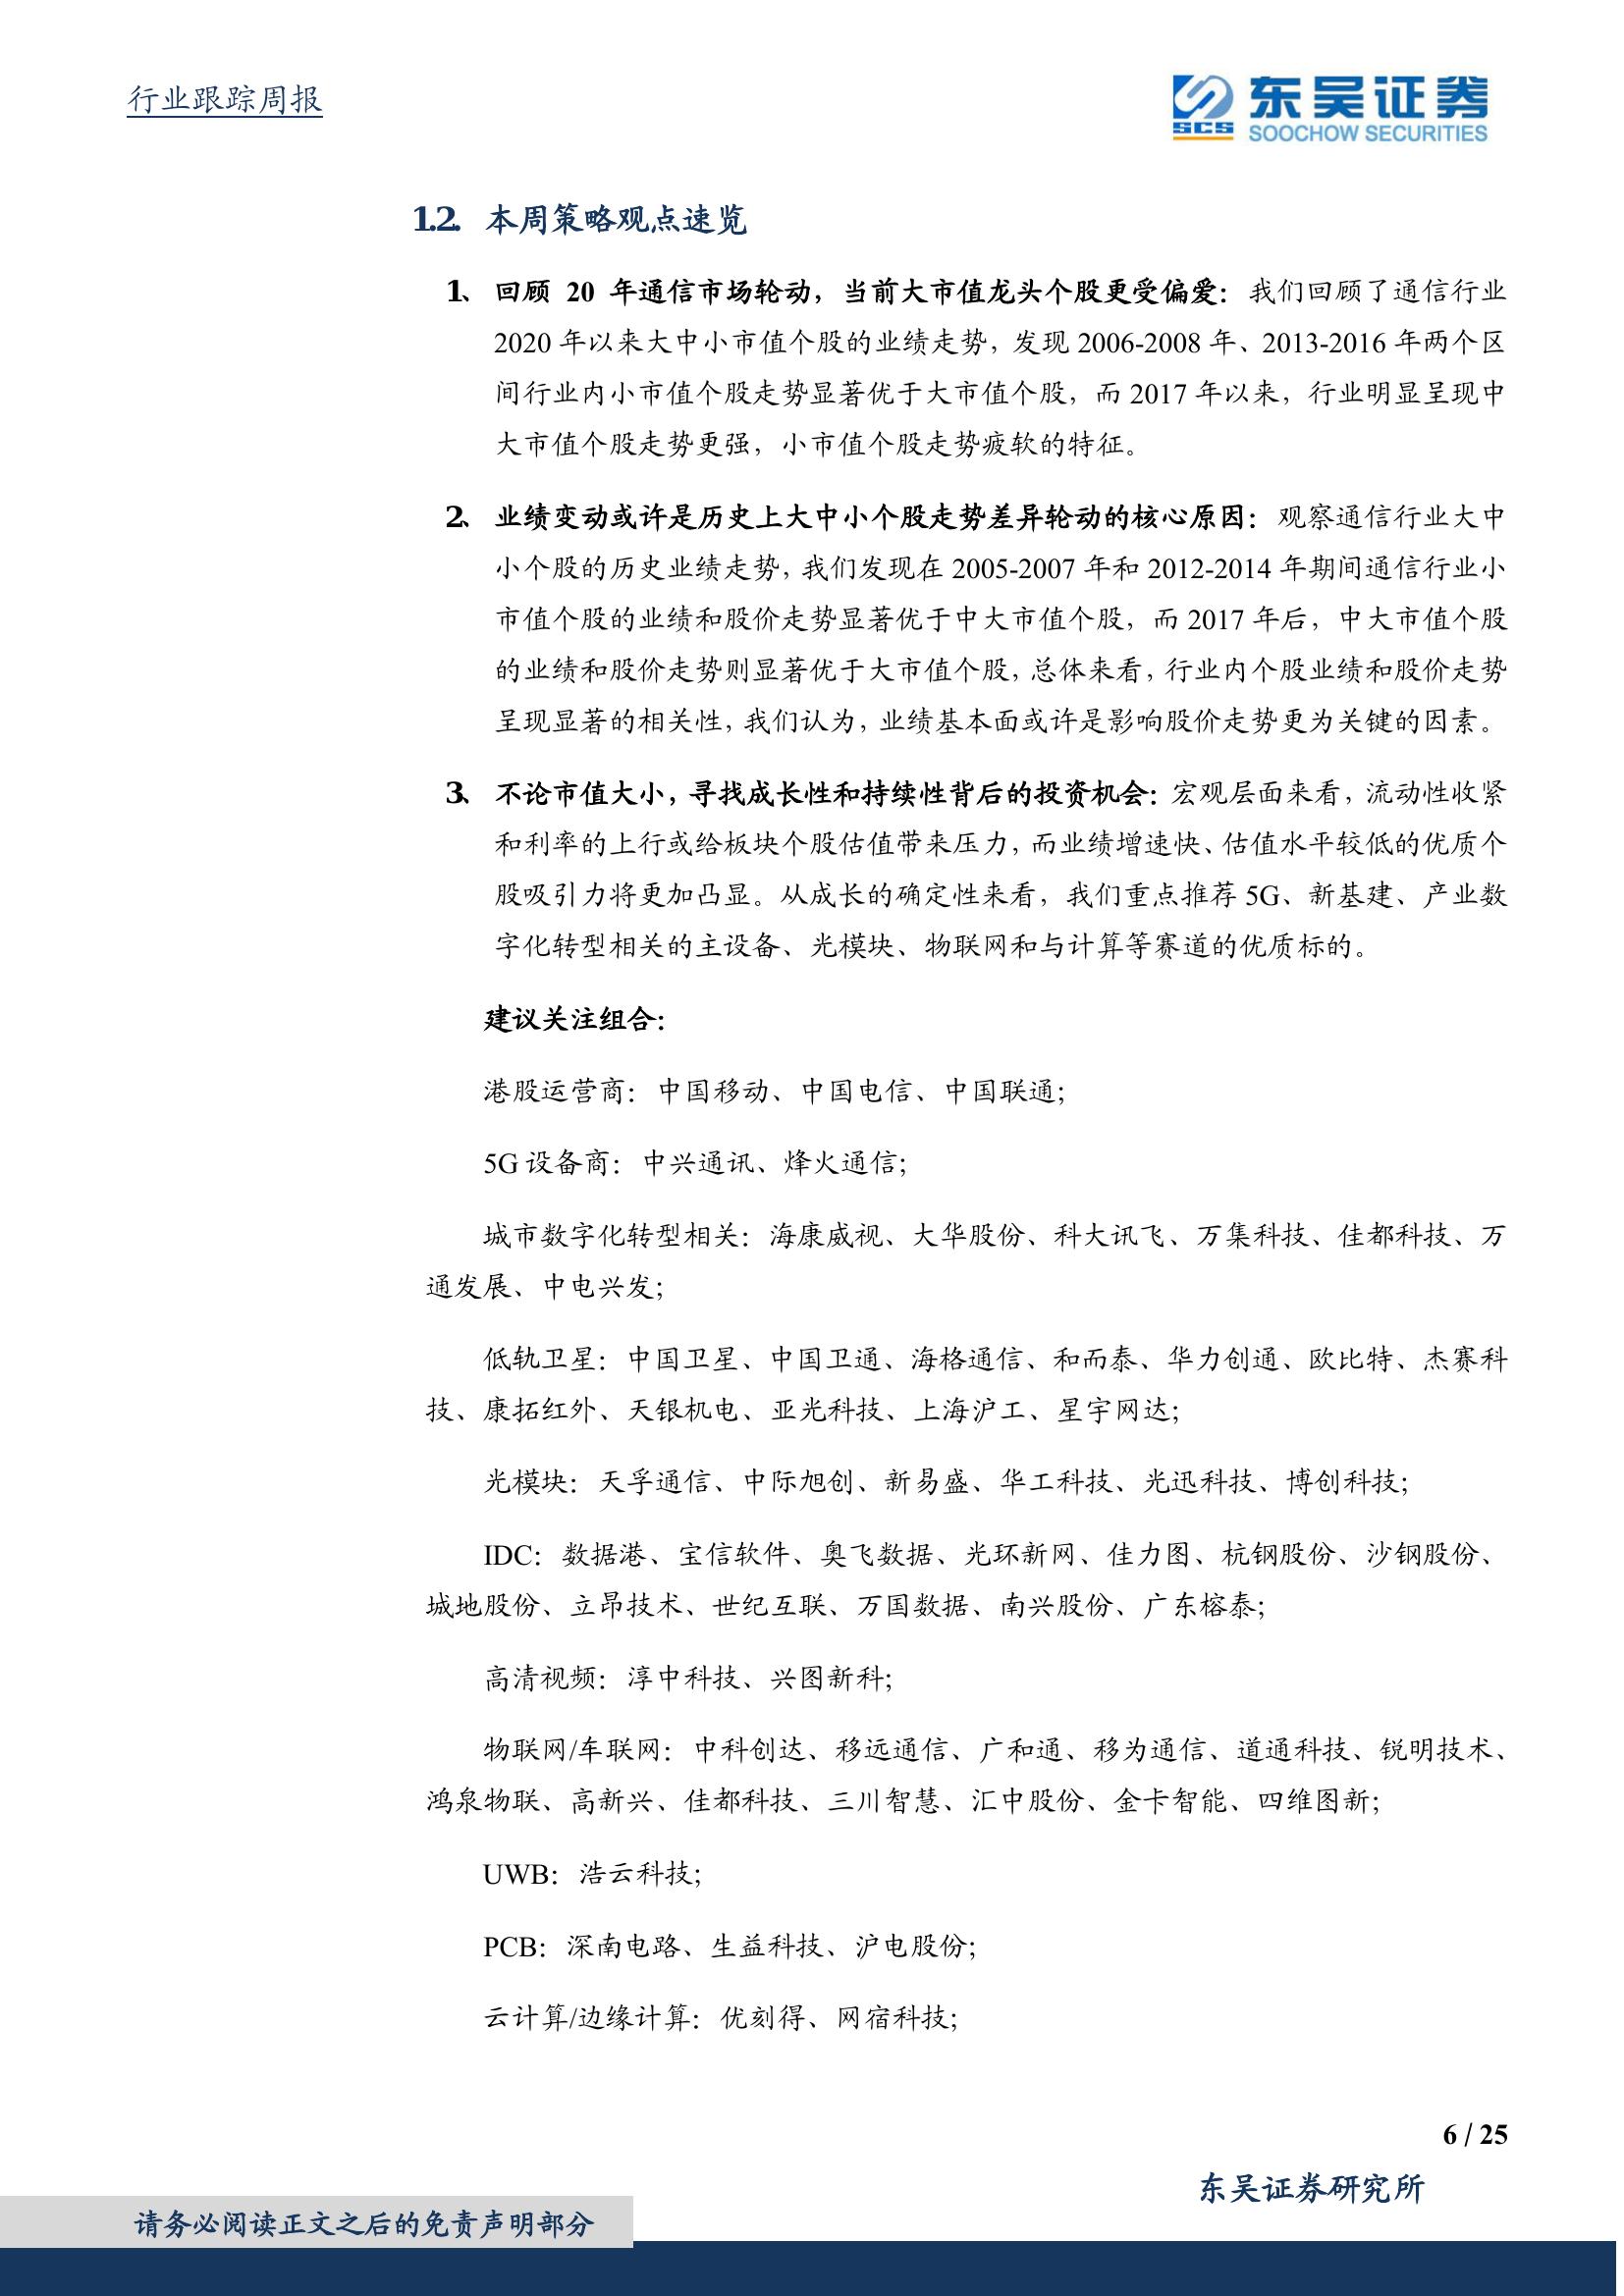 行业跟踪周报
SCS
东吴证券
SOOCHOW SECURITIES
1.2. 本周策略观点速览
1、 回顾 20 年通信市场轮动，当前大市值龙头个股更受偏爱：我们回顾了通信行业
2020 年以来大中小市值个股的业绩走势，发现 2006-2008 年、2013-2016 年两个区
间行业内小市值个股走势显著优于大市值个股，而 2017 年以来，行业明显呈现中
大市值个股走势更强，小市值个股走势疲软的特征。
2、 业绩变动或许是历史上大中小个股走势差异轮动的核心原因：观察通信行业大中
小个股的历史业绩走势，我们发现在 2005-2007 年和 2012-2014 年期间通信行业小
市值个股的业绩和股价走势显著优于中大市值个股，而 2017 年后，中大市值个股
的业绩和股价走势则显著优于大市值个股，总体来看，行业内个股业绩和股价走势
呈现显著的相关性，我们认为，业绩基本面或许是影响股价走势更为关键的因素。
3、 不论市值大小，寻找成长性和持续性背后的投资机会：宏观层面来看，流动性收紧
和利率的上行或给板块个股估值带来压力，而业绩增速快、估值水平较低的优质个
股吸引力将更加凸显。从成长的确定性来看，我们重点推荐 5G、新基建、产业数
字化转型相关的主设备、光模块、物联网和与计算等赛道的优质标的。
建议关注组合：
港股运营商：中国移动、中国电信、中国联通；
5G 设备商：中兴通讯、烽火通信；
城市数字化转型相关：海康威视、大华股份、科大讯飞、万集科技、佳都科技、万
通发展、中电兴发；
低轨卫星：中国卫星、中国卫通、海格通信、和而泰、华力创通、欧比特、杰赛科
技、康拓红外、天银机电、亚光科技、上海沪工、星宇网达；
光模块：天孚通信、中际旭创、新易盛、华工科技、光迅科技、博创科技；
IDC：数据港、宝信软件、奥飞数据、光环新网、佳力图、杭钢股份、沙钢股份、
城地股份、立昂技术、世纪互联、万国数据、南兴股份、广东榕泰；
高清视频：淳中科技、兴图新科；
物联网/车联网：中科创达、移远通信、广和通、移为通信、道通科技、锐明技术、
鸿泉物联、高新兴、佳都科技、三川智慧、汇中股份、金卡智能、四维图新；
UWB：浩云科技；
PCB：深南电路、生益科技、沪电股份；
云计算/边缘计算：优刻得、网宿科技；
6 / 25
东吴证券研究所
请务必阅读正文之后的免责声明部分